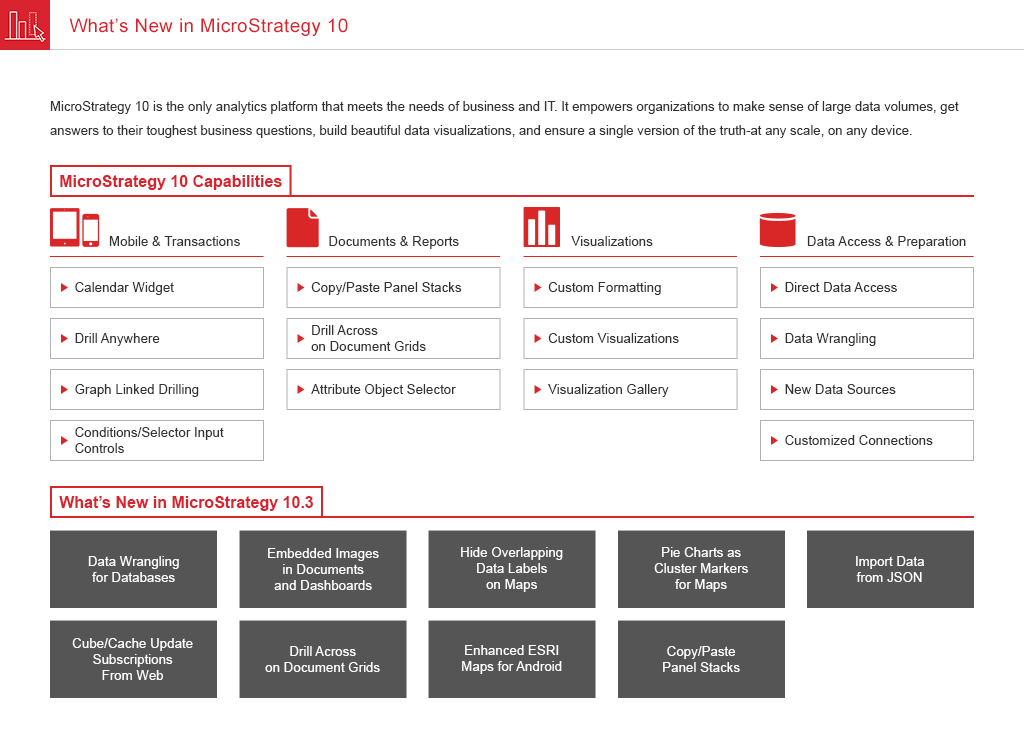 What's New in MicroStrategy 10
MicroStrategy 10 is the only analytics platform that meets the needs of business and IT. It empowers organizations to make sense of large data volumes, get
answers to their toughest business questions, build beautiful data visualizations, and ensure a single version of the truth-at any scale, on any device.
MicroStrategy 10 Capabilities
Mobile & Transactions
Calendar Widget
Drill Anywhere
Graph Linked Drilling
Conditions/Selector Input
Controls
Documents & Reports
Copy/Paste Panel Stacks
Drill Across
on Document Grids
Attribute Object Selector
Visualizations
Custom Formatting
Custom Visualizations
Visualization Gallery
Data Access & Preparation
Direct Data Access
Data Wrangling
New Data Sources
Customized Connections
What's New in MicroStrategy 10.3
Data Wrangling
for Databases
Embedded Images
in Documents
and Dashboards
Hide Overlapping
Data Labels
on Maps
Pie Charts as
Cluster Markers
for Maps
Import Data
from JSON
Cube/Cache Update
Subscriptions
From Web
Drill Across
on Document Grids
Enhanced ESRI
Maps for Android
Copy/Paste
Panel Stacks